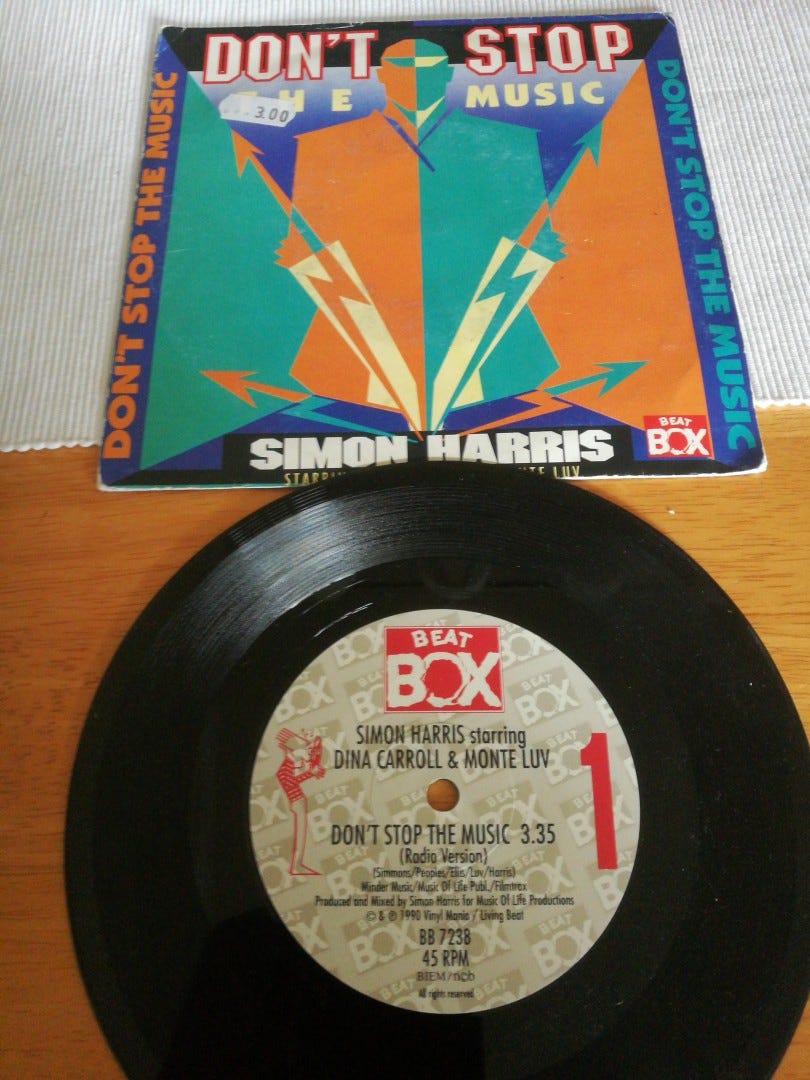 DON'T STOP
THE MUSIC
3.00
DON'T STOP THE MUSIC
DON'T STOP THE MUSIC
SIMON HARRIS
BEAT
BOX
BEAT
BOX
SIMON HARRIS starring
DINA CARROLL & MONTE LUV
1
DON'T STOP THE MUSIC 3.35
(Radio Version)
(Simmons/Peoples/Ellis/Luv/Harris)
Minder Music/Music Of Life Publ./Filmtrax
Produced and Mixed by Simon Harris for Music Of Life Productions
© & ℗ 1990 Vinyl Mania / Living Beat
BB 7238
45 RPM
BIEM/ncb
All rights reserved